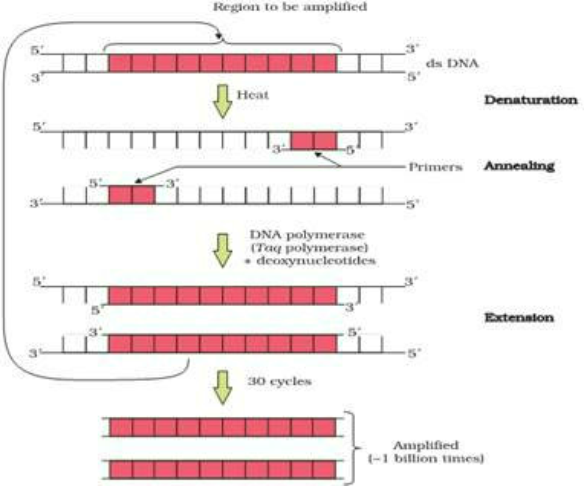 Region to be amplified
5′ 3′
3′ 5′ ds DNA
Heat
Denaturation
5′ 3′
3′ 5′
Primers Annealing
5′ 3′
3′ 5′
DNA polymerase
(Taq polymerase)
+ deoxynucleotides
5′ 3′
5′ 3′
Extension
3′ 5′
3′ 5′
30 cycles
Amplified
(~1 billion times)